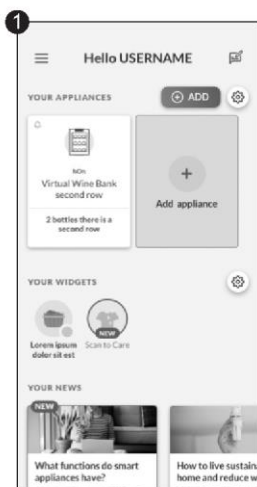 1
Hello USERNAME
YOUR APPLIANCES
ADD
NOH
Virtual Wine Bank
second row
2 bottles there is a
second row
Add appliance
YOUR WIDGETS
NEW
Lorem ipsum
dolor sit est
Scan to Care
YOUR NEWS
NEW
What functions do smart
appliances have?
How to live sustain
home and reduce w